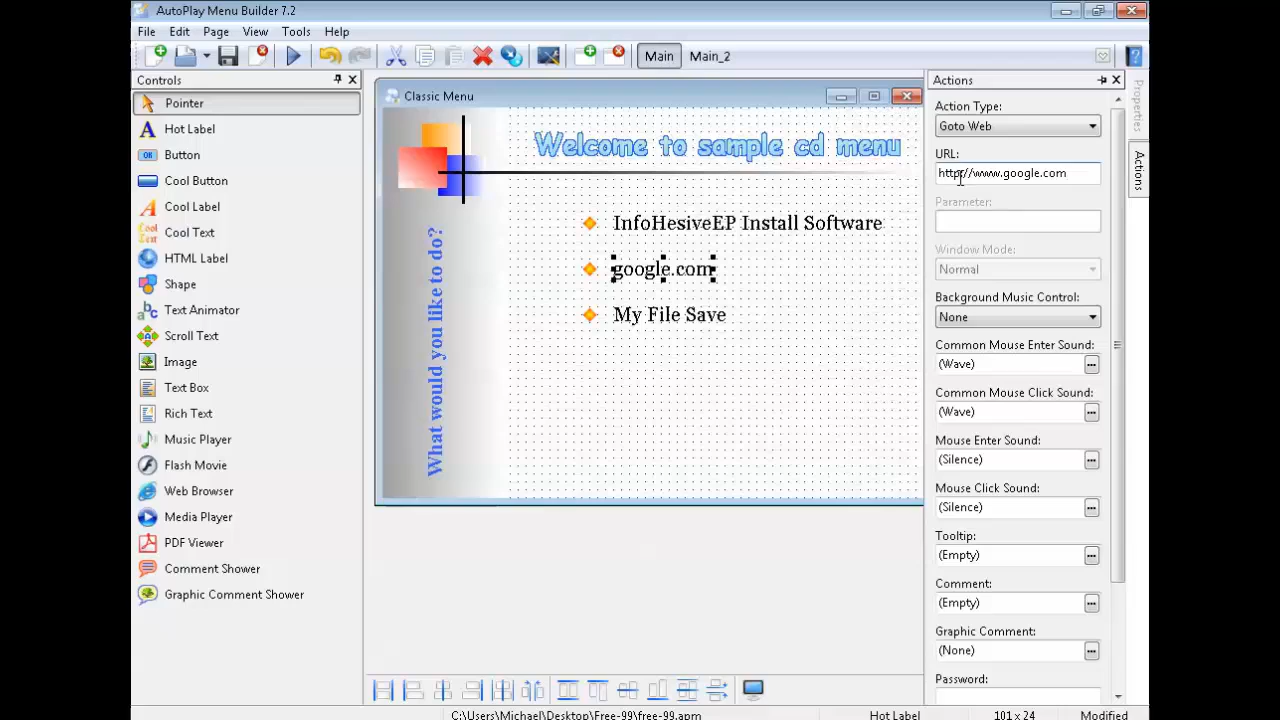 AutoPlay Menu Builder 7.2
File Edit Page View Tools Help
Main Main_2
Controls
Pointer
Hot Label
Button
Cool Button
Cool Label
Cool Text
HTML Label
Shape
Text Animator
Scroll Text
Image
Text Box
Rich Text
Music Player
Flash Movie
Web Browser
Media Player
PDF Viewer
Comment Shower
Graphic Comment Shower
Classic Menu
Welcome to sample cd menu
What would you like to do?
InfoHesiveEP Install Software
google.com
My File Save
Actions
Action Type:
Goto Web
URL:
http://www.google.com
Parameter:
Window Mode:
Normal
Background Music Control:
None
Common Mouse Enter Sound:
(Wave)
Common Mouse Click Sound:
(Wave)
Mouse Enter Sound:
(Silence)
Mouse Click Sound:
(Silence)
Tooltip:
(Empty)
Comment:
(Empty)
Graphic Comment:
(None)
Password:
Properties
Actions
C:\Users\Michael\Desktop\Free-99\free-99.apm Hot Label 101 x 24 Modified